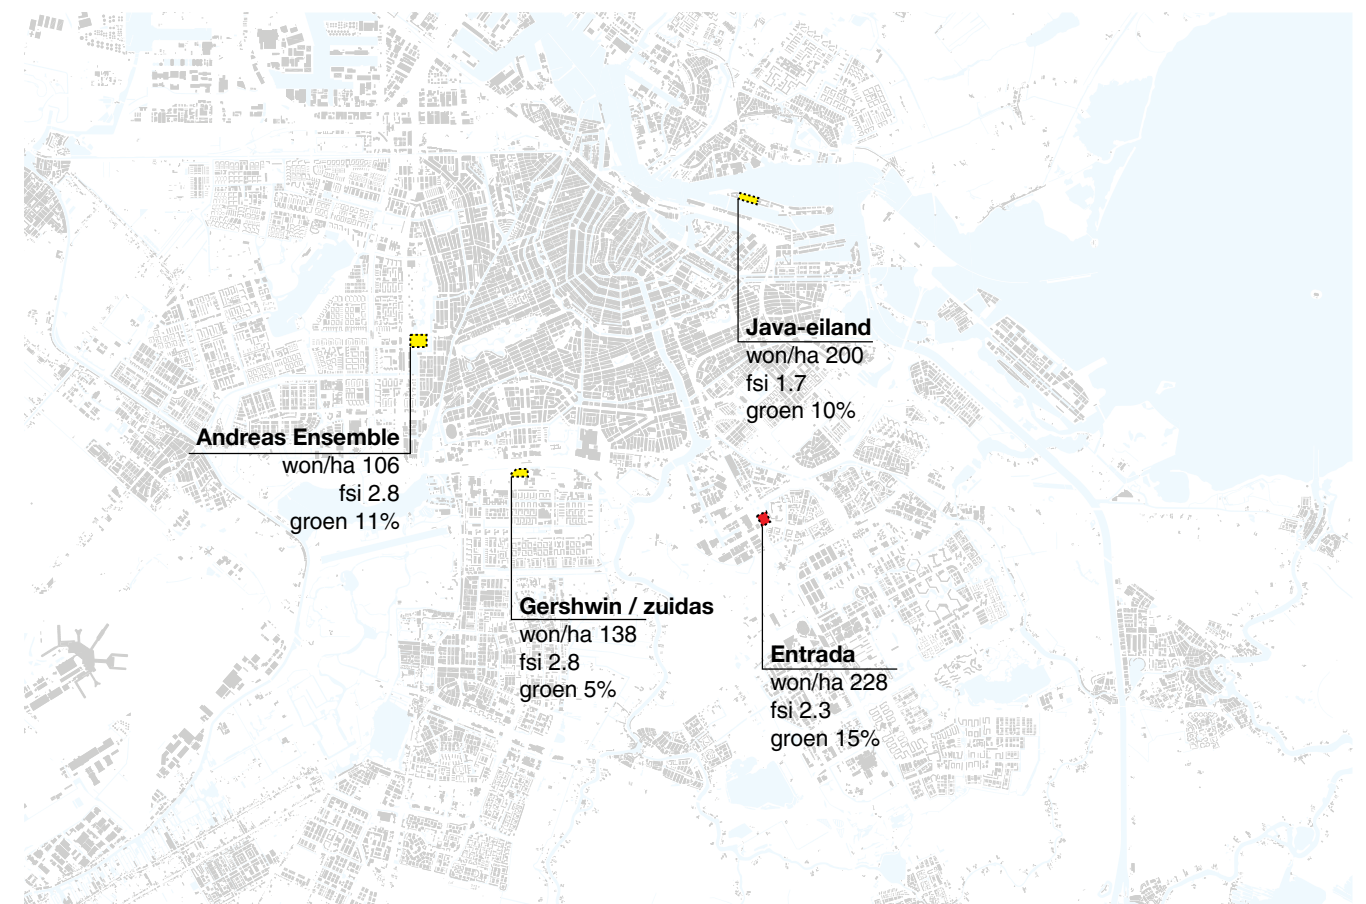 Java-eiland
won/ha 200
fsi 1.7
groen 10%
Andreas Ensemble
won/ha 106
fsi 2.8
groen 11%
Gershwin / zuidas
won/ha 138
fsi 2.8
groen 5%
Entrada
won/ha 228
fsi 2.3
groen 15%